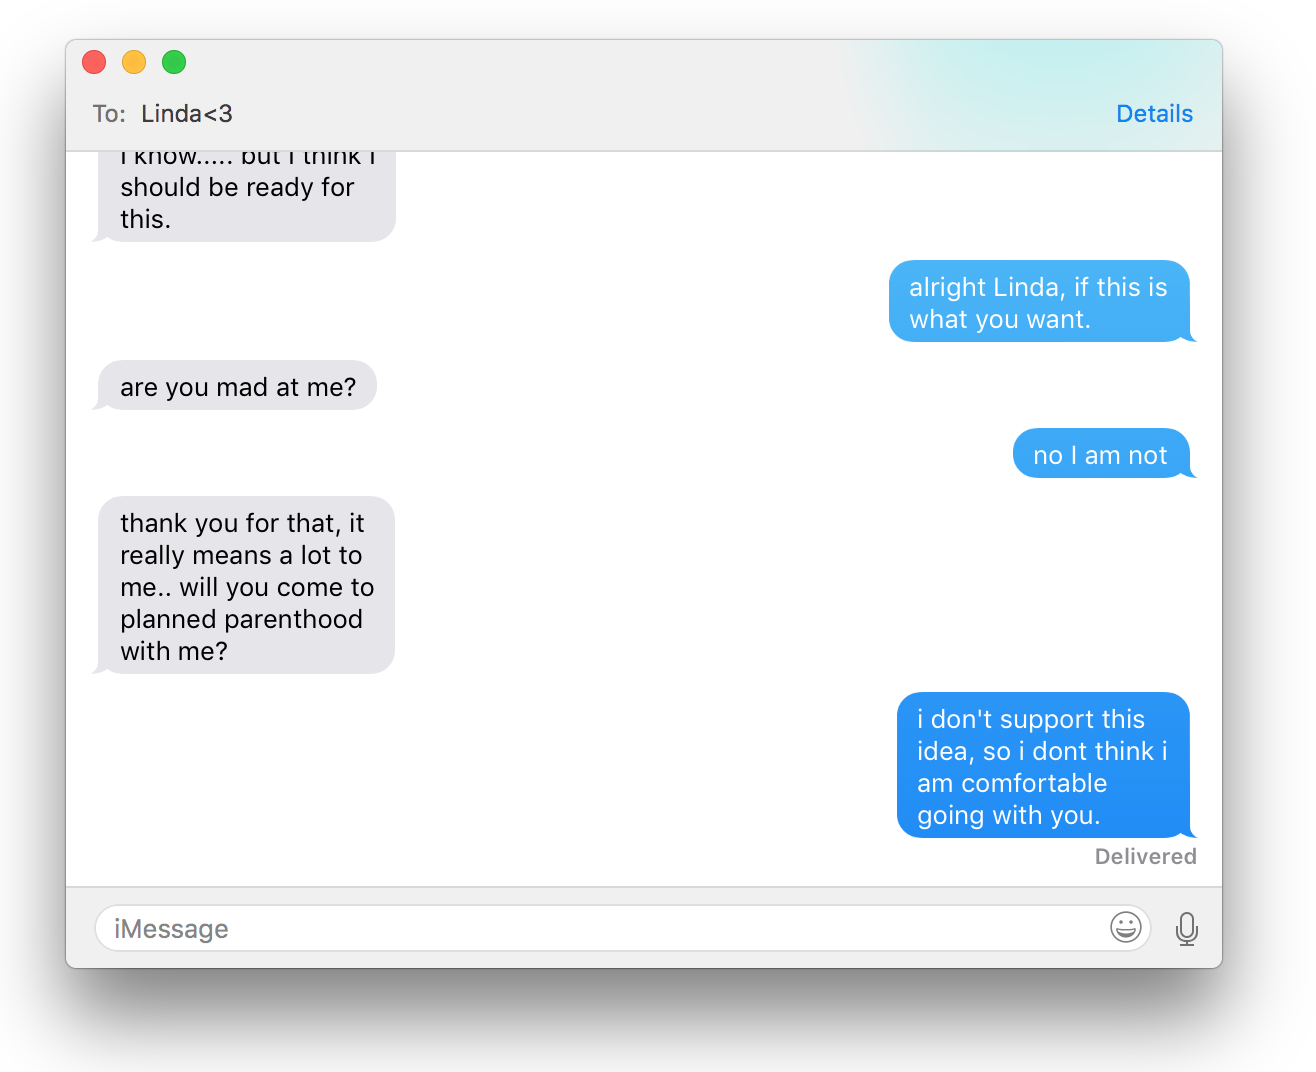 To: Linda<3
Details
I know..... but I think I
should be ready for
this.
alright Linda, if this is
what you want.
are you mad at me?
no I am not
thank you for that, it
really means a lot to
me.. will you come to
planned parenthood
with me?
i don't support this
idea, so i dont think i
am comfortable
going with you.
Delivered
iMessage